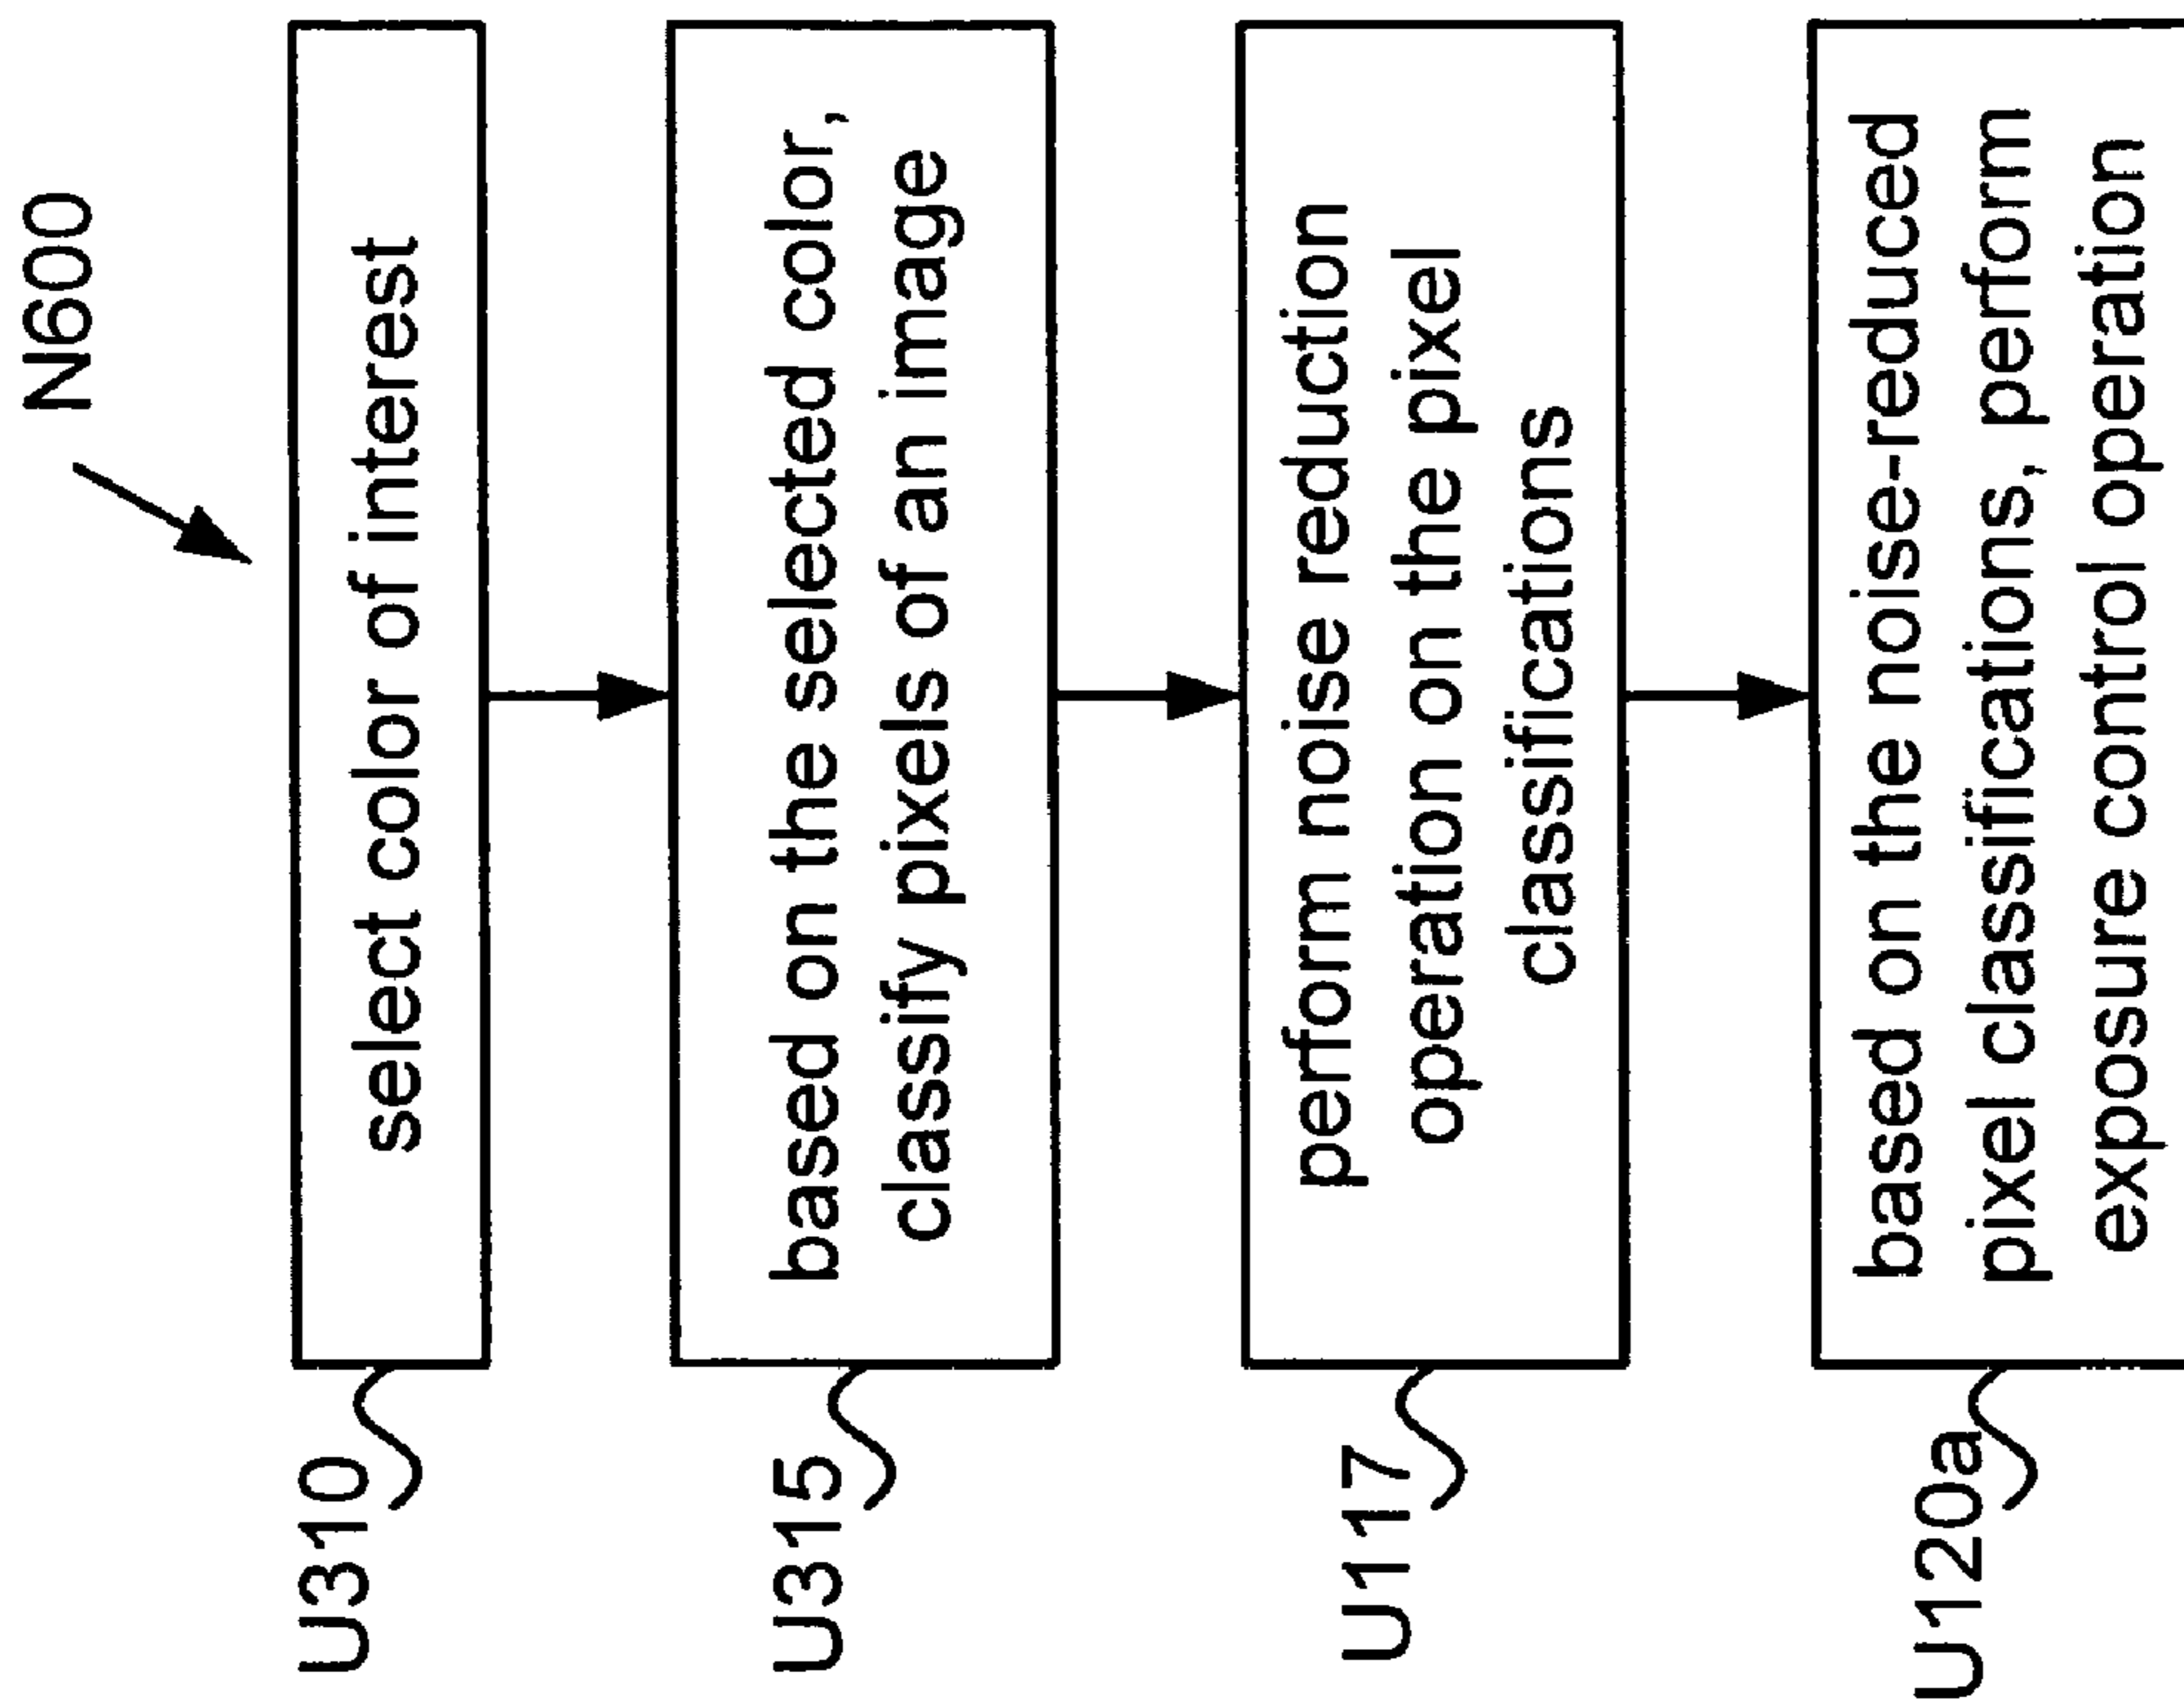 N600
U310
select color of interest
U315
based on the selected color,
classify pixels of an image
U117
perform noise reduction
operation on the pixel
classifications
U120a
based on the noise-reduced
pixel classifications, perform
exposure control operation